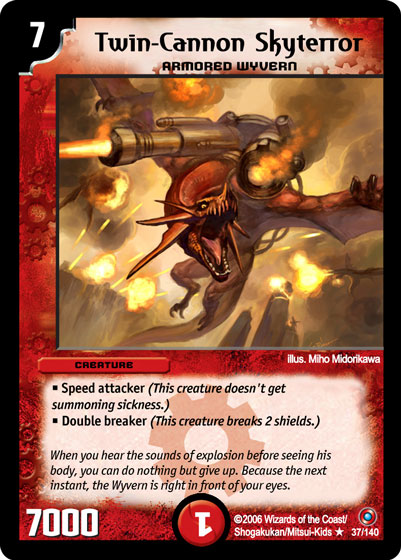 7
Twin-Cannon Skyterror
ARMORED WYVERN
illus. Miho Midorikawa
CREATURE
▪ Speed attacker (This creature doesn't get
summoning sickness.)
▪ Double breaker (This creature breaks 2 shields.)
When you hear the sounds of explosion before seeing his
body, you can do nothing but give up. Because the next
instant, the Wyvern is right in front of your eyes.
7000
1
©2006 Wizards of the Coast/
Shogakukan/Mitsui-Kids ★ 37/140